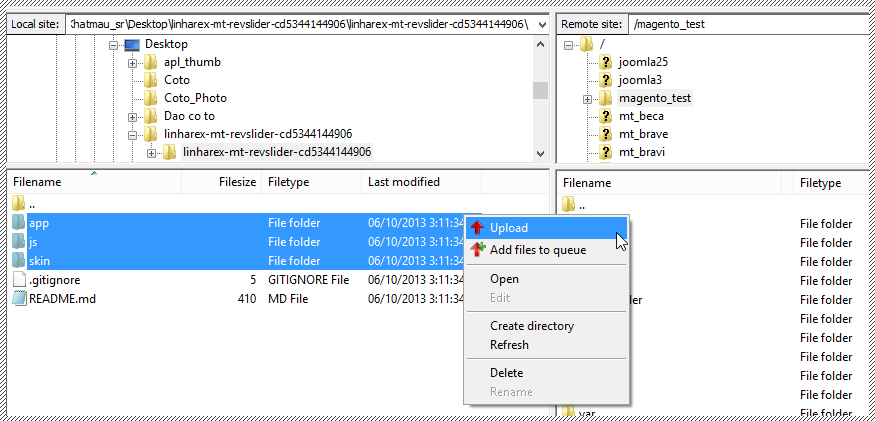 Local site: :hatmau_sr\Desktop\linharex-mt-revslider-cd5344144906\linharex-mt-revslider-cd5344144906\
Desktop
apl_thumb
Coto
Coto_Photo
Dao co to
linharex-mt-revslider-cd5344144906
linharex-mt-revslider-cd5344144906
Remote site: /magento_test
/
joomla25
joomla3
magento_test
mt_beca
mt_brave
mt_bravi
Filename Filesize Filetype Last modified
..
app File folder 06/10/2013 3:11:34
js File folder 06/10/2013 3:11:34
skin File folder 06/10/2013 3:11:34
.gitignore 5 GITIGNORE File 06/10/2013 3:11:34
README.md 410 MD File 06/10/2013 3:11:34
Upload
Add files to queue
Open
Edit
Create directory
Refresh
Delete
Rename
Filename Filetype
..
File folder
File folder
File folder
File folder
der File folder
File folder
File folder
File folder
File folder
File folder
var File folder